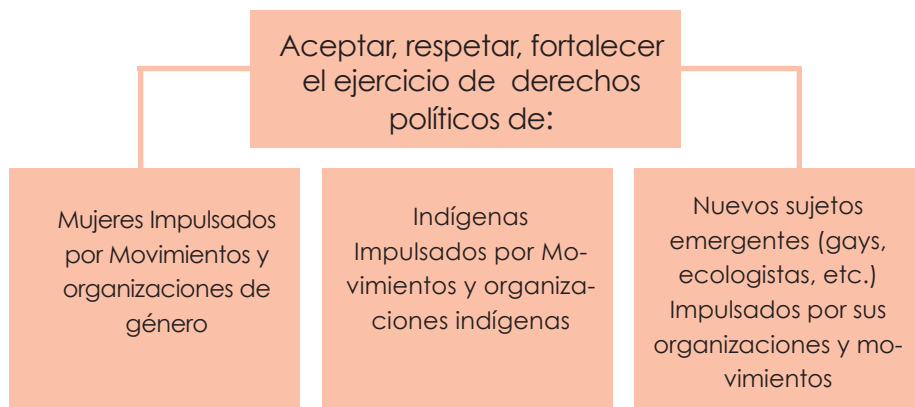 Aceptar, respetar, fortalecer
el ejercicio de derechos
políticos de:
Mujeres Impulsados
por Movimientos y
organizaciones de
género
Indígenas
Impulsados por Mo-
vimientos y organiza-
ciones indígenas
Nuevos sujetos
emergentes (gays,
ecologistas, etc.)
Impulsados por sus
organizaciones y mo-
vimientos